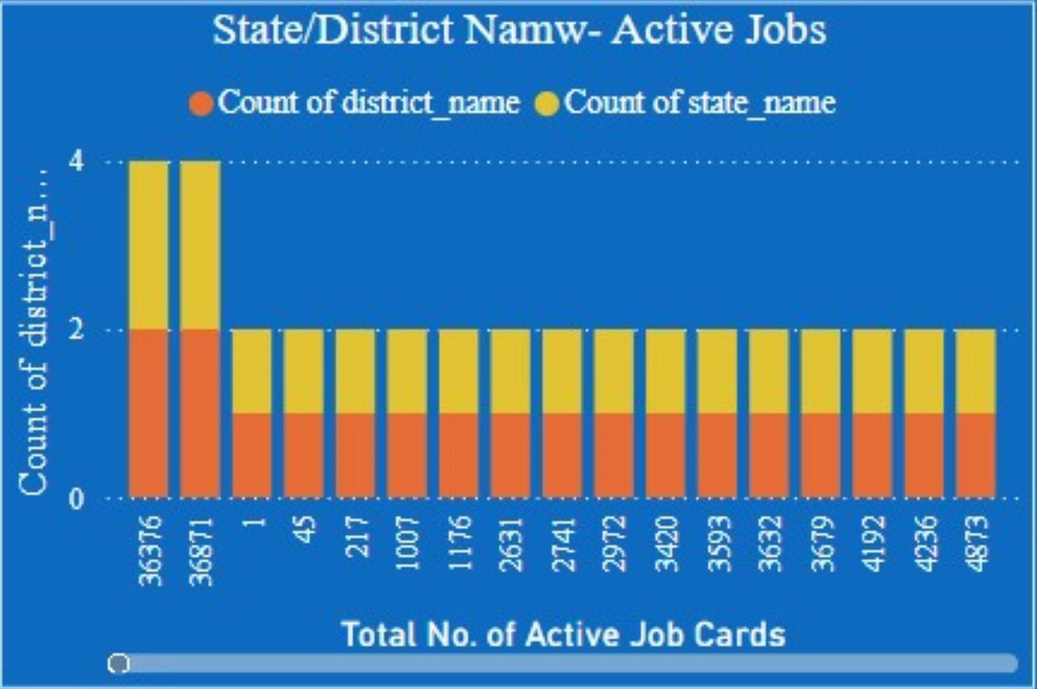 State/District Namw- Active Jobs
Count of district_name Count of state_name
Count of district_n...
4
2
0
36376 36871 1 45 217 1007 1176 2631 2741 2972 3420 3593 3632 3679 4192 4236 4873
Total No. of Active Job Cards